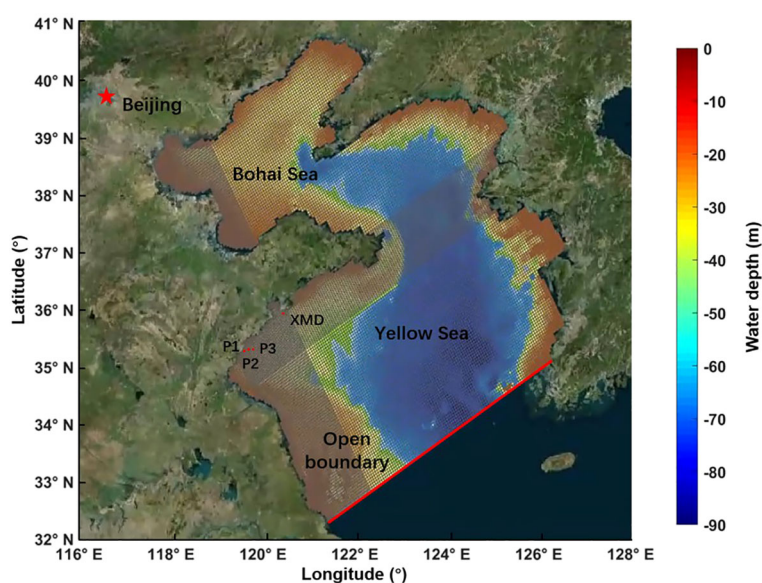 41° N
40° N
39° N
38° N
37° N
36° N
35° N
34° N
33° N
32° N
116° E
118° E
120° E
122° E
124° E
126° E
128° E
Latitude (°)
Longitude (°)
Beijing
Bohai Sea
XMD
P1
P3
P2
Yellow Sea
Open
boundary
0
-10
-20
-30
-40
-50
-60
-70
-80
-90
Water depth (m)